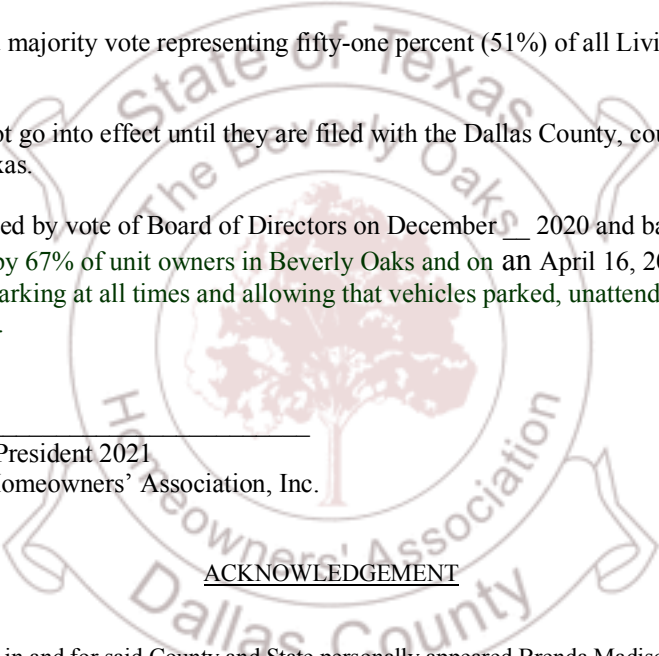 majority vote representing fifty-one percent (51%) of all Livi
ot go into effect until they are filed with the Dallas County, cou
xas.
ed by vote of Board of Directors on December __ 2020 and ba
by 67% of unit owners in Beverly Oaks and on an April 16, 20
arking at all times and allowing that vehicles parked, unattend
.
President 2021
Homeowners’ Association, Inc.
ACKNOWLEDGEMENT
in and for said County and State personally appeared Brenda Madiso
State of Texas
The Beverly Oaks
Homeowners' Association
Dallas County